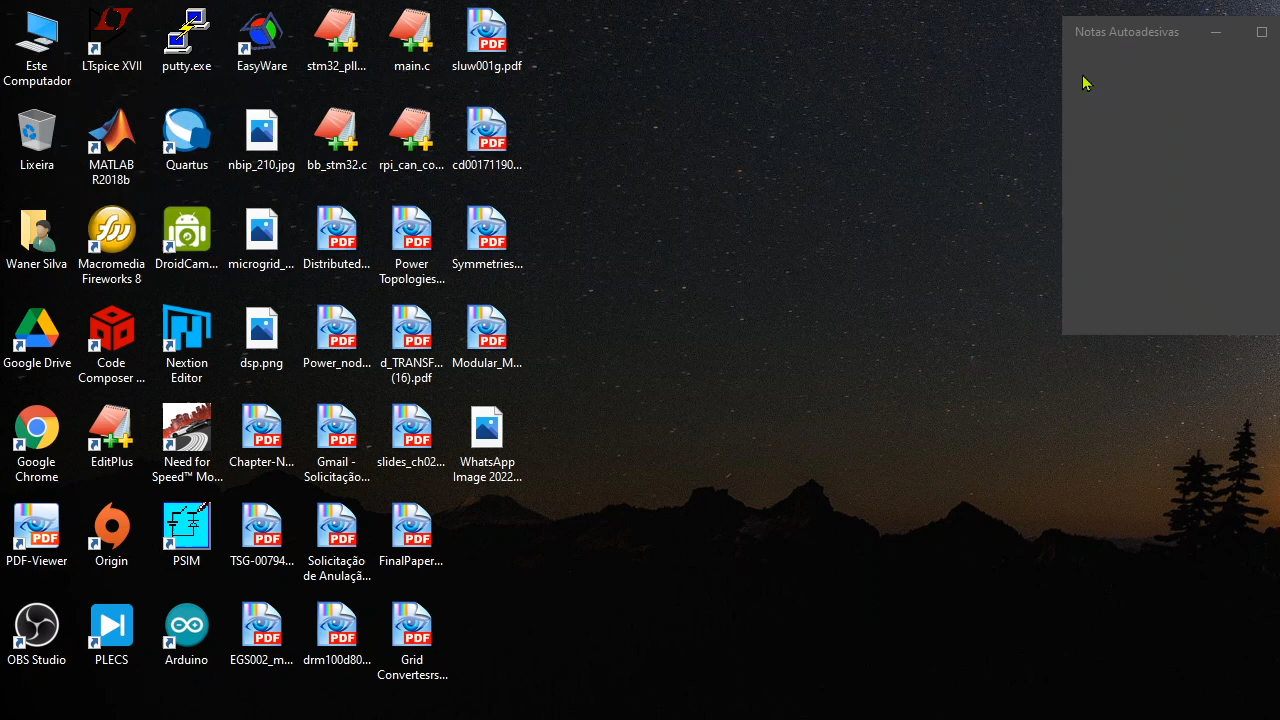 Este
Computador
LTspice XVII
putty.exe
EasyWare
stm32_pll...
main.c
sluw001g.pdf
Lixeira
MATLAB
R2018b
Quartus
nbip_210.jpg
bb_stm32.c
rpi_can_co...
cd00171190...
Waner Silva
Macromedia
Fireworks 8
DroidCam...
microgrid_...
Distributed...
Power
Topologies...
Symmetries...
Google Drive
Code
Composer ...
Nextion
Editor
dsp.png
Power_nod...
d_TRANSF...
(16).pdf
Modular_M...
Google
Chrome
EditPlus
Need for
Speed™ Mo...
Chapter-N...
Gmail -
Solicitação...
slides_ch02...
WhatsApp
Image 2022...
PDF-Viewer
Origin
PSIM
TSG-00794...
Solicitação
de Anulaçã...
FinalPaper...
OBS Studio
PLECS
Arduino
EGS002_m...
drm100d80...
Grid
Convertesrs...
Notas Autoadesivas